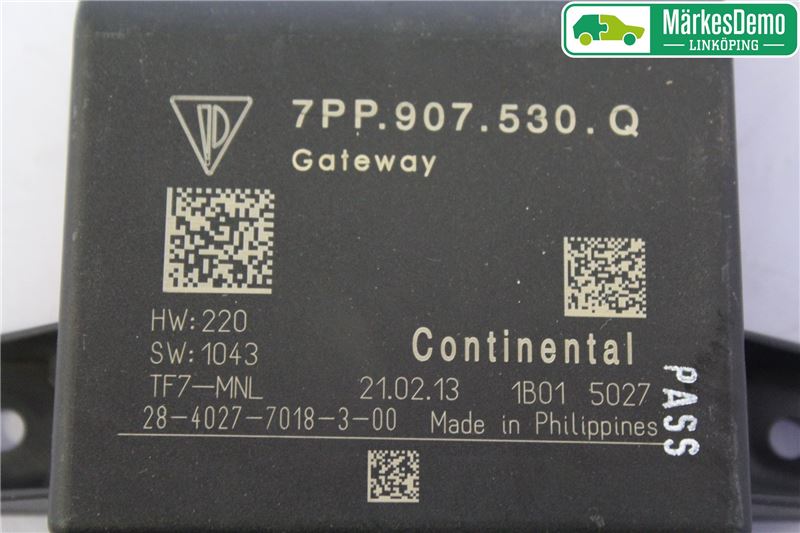 MärkesDemo
LINKÖPING
7PP.907.530.Q
Gateway
HW:220
SW:1043
Continental
TF7-MNL 21.02.13 1B01 5027
28-4027-7018-3-00 Made in Philippines
PASS